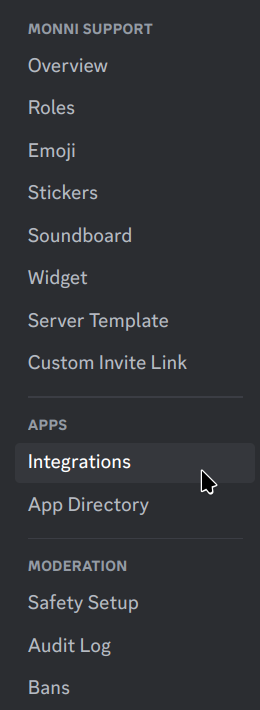 MONNI SUPPORT
Overview
Roles
Emoji
Stickers
Soundboard
Widget
Server Template
Custom Invite Link
APPS
Integrations
App Directory
MODERATION
Safety Setup
Audit Log
Bans